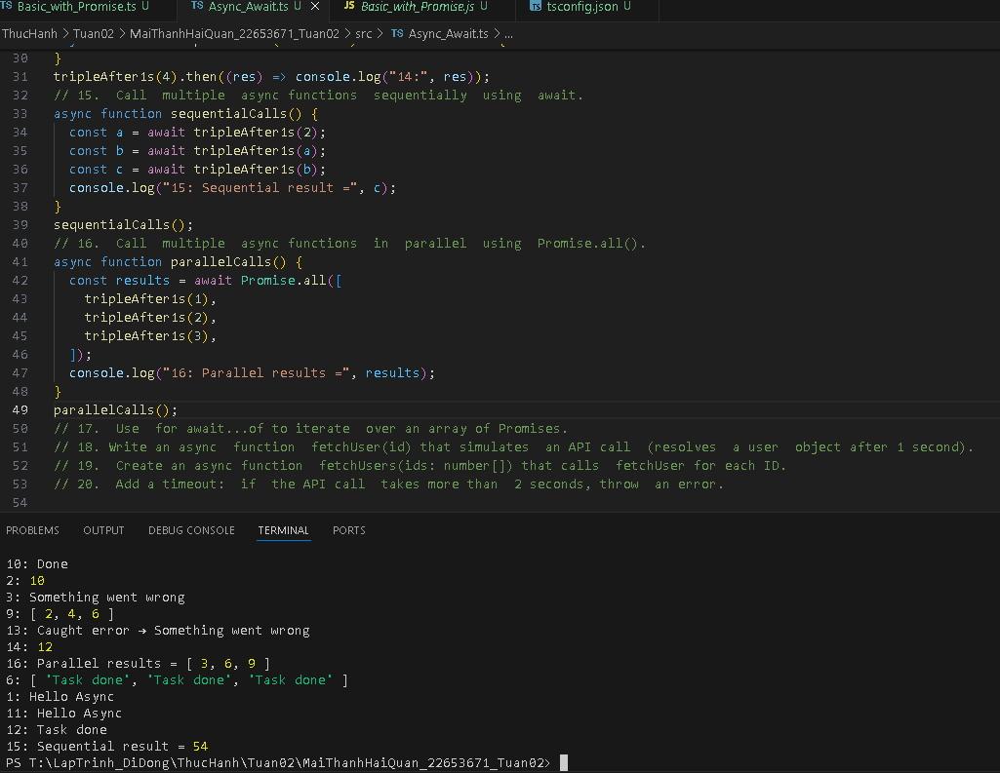 TS Basic_with_Promise.ts U TS Async_Await.ts U × JS Basic_with_Promise.js U TS tsconfig.json U
ThucHanh > Tuan02 > MaiThanhHaiQuan_22653671_Tuan02 > src > TS Async_Await.ts > ...
30 }
31 tripleAfter1s(4).then((res) => console.log("14:", res));
32 // 15. Call multiple async functions sequentially using await.
33 async function sequentialCalls() {
34 const a = await tripleAfter1s(2);
35 const b = await tripleAfter1s(a);
36 const c = await tripleAfter1s(b);
37 console.log("15: Sequential result =", c);
38 }
39 sequentialCalls();
40 // 16. Call multiple async functions in parallel using Promise.all().
41 async function parallelCalls() {
42 const results = await Promise.all([
43 tripleAfter1s(1),
44 tripleAfter1s(2),
45 tripleAfter1s(3),
46 ]);
47 console.log("16: Parallel results =", results);
48 }
49 parallelCalls();
50 // 17. Use for await...of to iterate over an array of Promises.
51 // 18. Write an async function fetchUser(id) that simulates an API call (resolves a user object after 1 second).
52 // 19. Create an async function fetchUsers(ids: number[]) that calls fetchUser for each ID.
53 // 20. Add a timeout: if the API call takes more than 2 seconds, throw an error.
54
PROBLEMS OUTPUT DEBUG CONSOLE TERMINAL PORTS
10: Done
2: 10
3: Something went wrong
9: [ 2, 4, 6 ]
13: Caught error → Something went wrong
14: 12
16: Parallel results = [ 3, 6, 9 ]
6: [ 'Task done', 'Task done', 'Task done' ]
1: Hello Async
11: Hello Async
12: Task done
15: Sequential result = 54
PS T:\LapTrinh_DiDong\ThucHanh\Tuan02\MaiThanhHaiQuan_22653671_Tuan02>